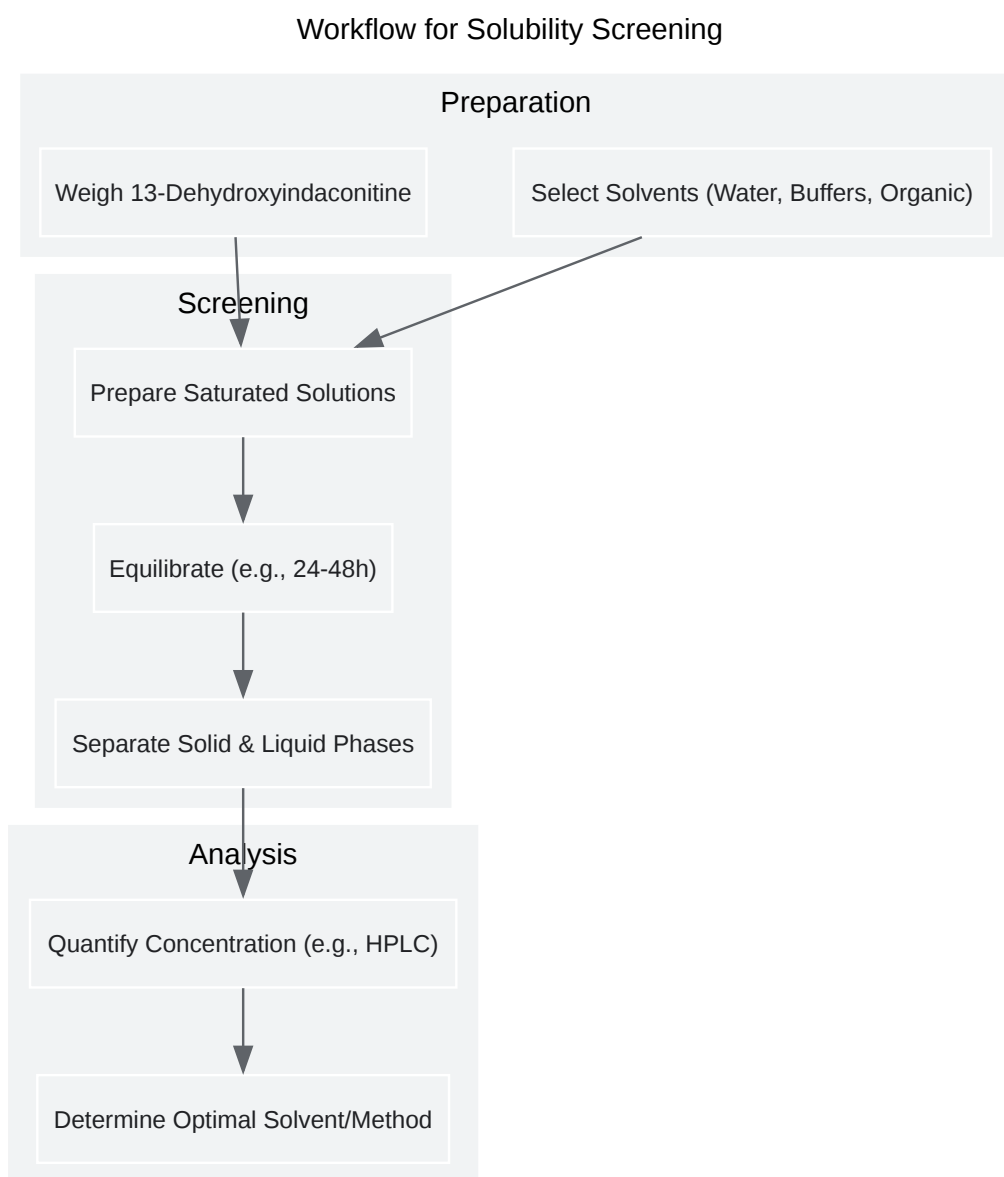 Workflow for Solubility Screening
Preparation
Weigh 13-Dehydroxyindaconitine
Select Solvents (Water, Buffers, Organic)
Screening
Prepare Saturated Solutions
Equilibrate (e.g., 24-48h)
Separate Solid & Liquid Phases
Analysis
Quantify Concentration (e.g., HPLC)
Determine Optimal Solvent/Method